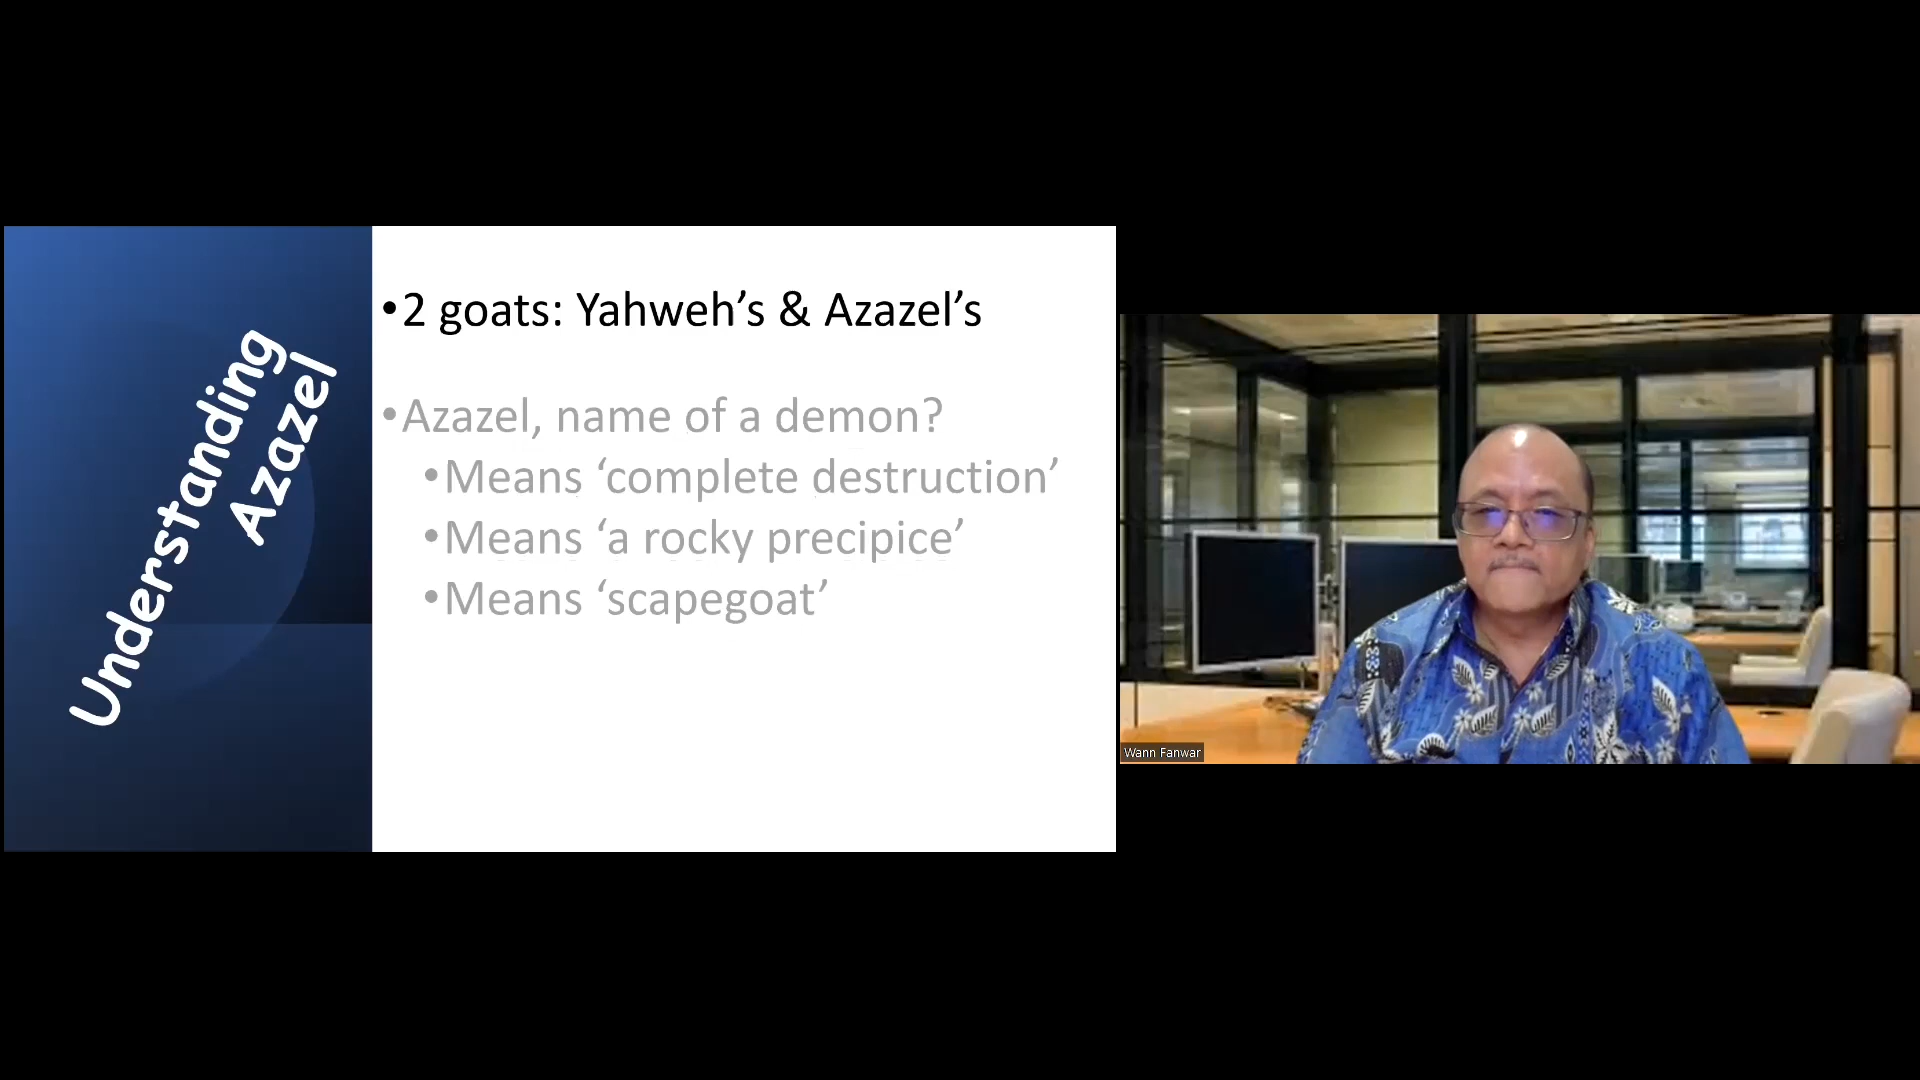 Understanding
Azazel
•2 goats: Yahweh’s & Azazel’s
•Azazel, name of a demon?
•Means ‘complete destruction’
•Means ‘a rocky precipice’
•Means ‘scapegoat’
Wann Fanwar